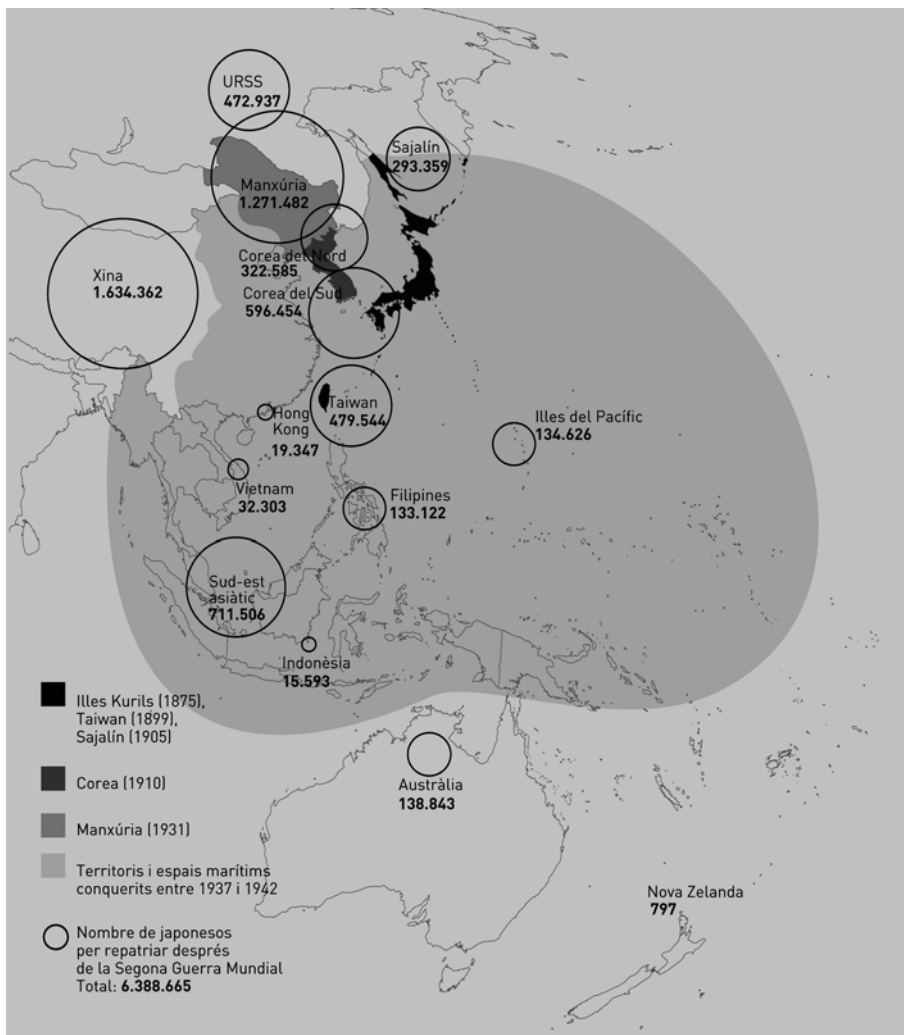 URSS
472.937
Sajalín
293.359
Manxúria
1.271.482
Corea del Nord
322.585
Xina
1.634.362
Corea del Sud
596.454
Taiwan
479.544
Hong
Kong
19.347
Illes del Pacífic
134.626
Vietnam
32.303
Filipines
133.122
Sud-est
asiàtic
711.506
Indonèsia
15.593
Illes Kurils (1875),
Taiwan (1899),
Sajalín (1905)
Corea (1910)
Manxúria (1931)
Territoris i espais marítims
conquerits entre 1937 i 1942
Nombre de japonesos
per repatriar després
de la Segona Guerra Mundial
Total: 6.388.665
Austràlia
138.843
Nova Zelanda
797